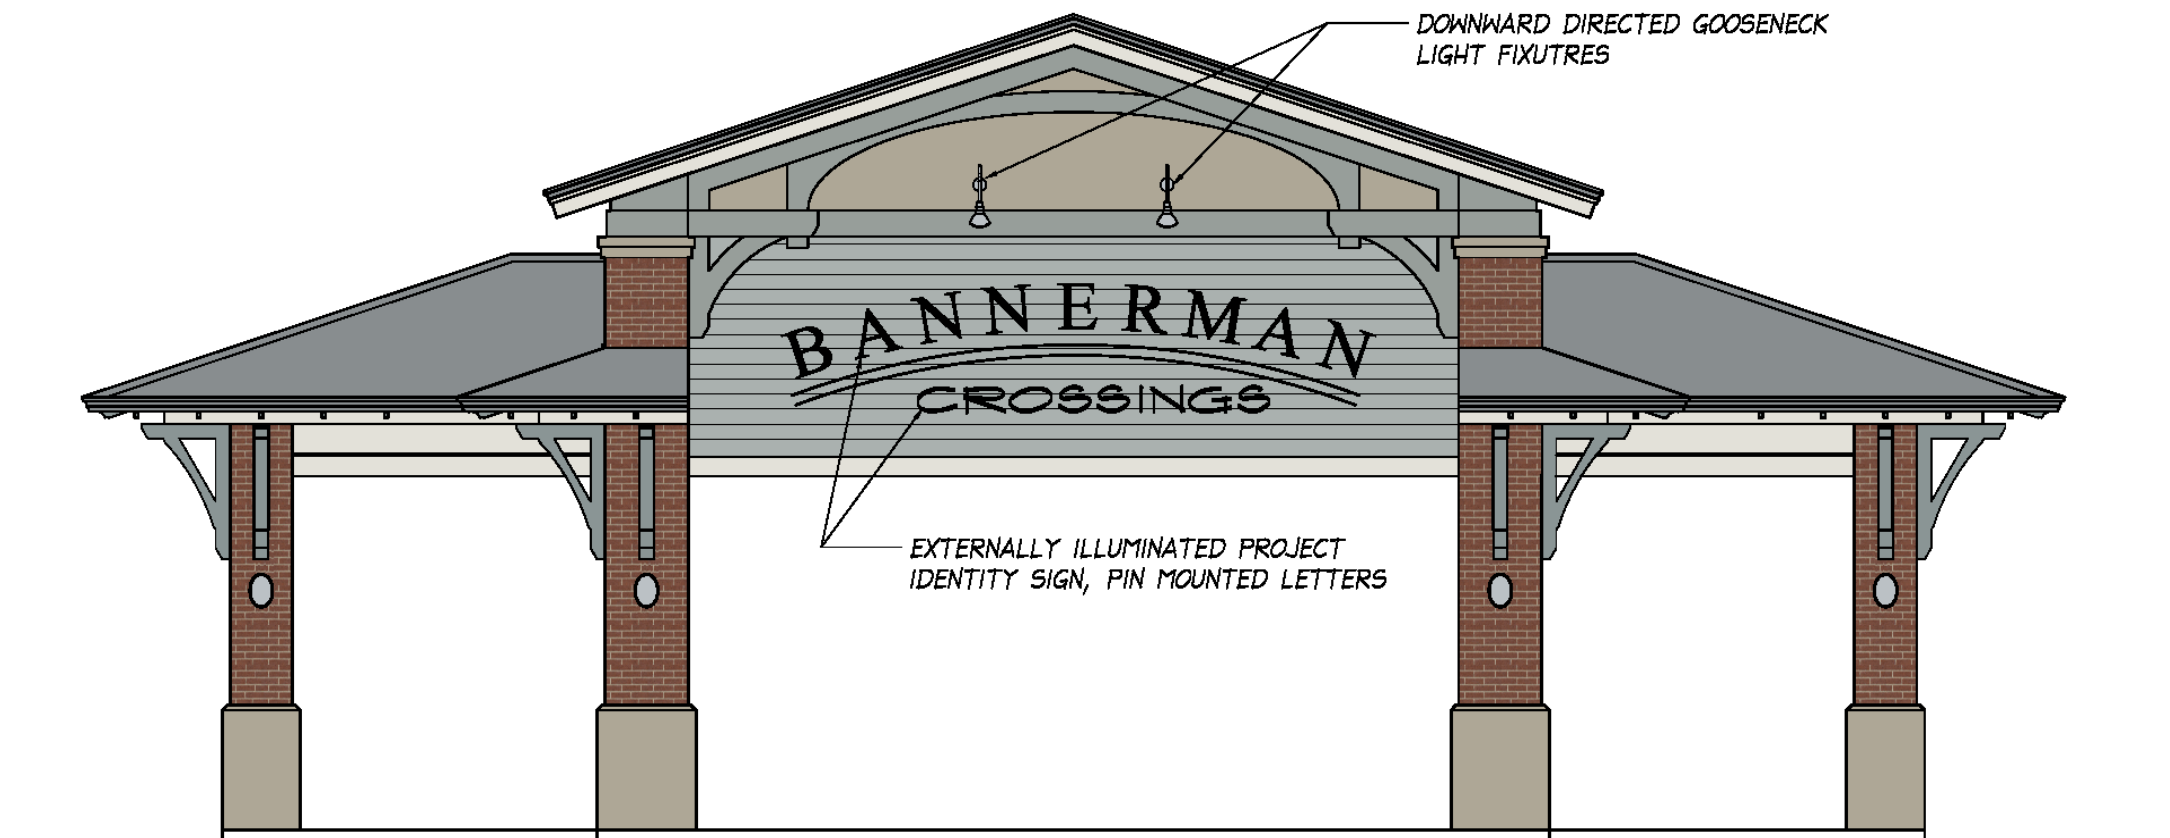 DOWNWARD DIRECTED GOOSENECK
LIGHT FIXUTRES
BANNERMAN
CROSSINGS
EXTERNALLY ILLUMINATED PROJECT
IDENTITY SIGN, PIN MOUNTED LETTERS